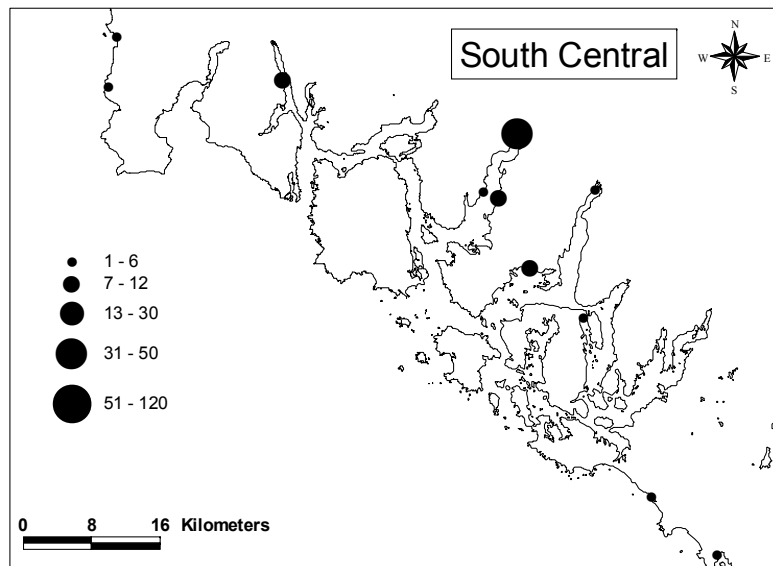 South Central
N
W E
S
1 - 6
7 - 12
13 - 30
31 - 50
51 - 120
0 8 16 Kilometers